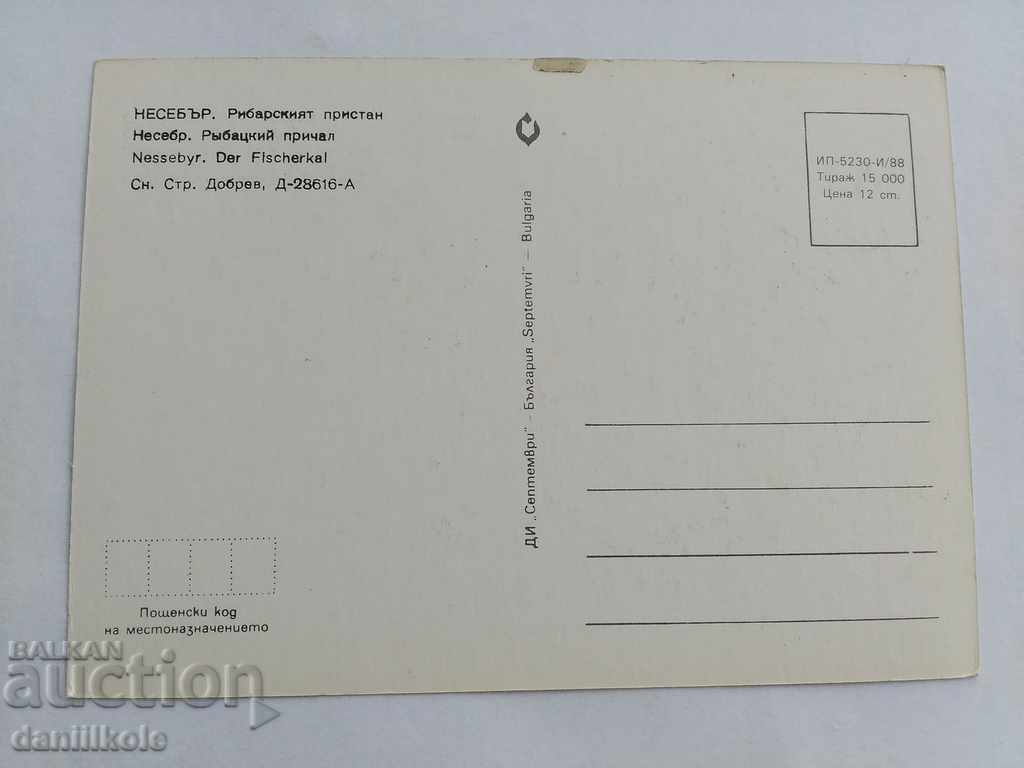 НЕСЕБЪР. Рибарският пристан
Несебр. Рыбацкий причал
Nessebyr. Der Fischerkai
Сн. Стр. Добрев, Д-28616-А
ДИ „Септември" — България „Septemvri" — Bulgaria
ИП-5230-И/88
Тираж 15 000
Цена 12 ст.
Пощенски код
на местоназначението
BALKAN
auction
daniilkole